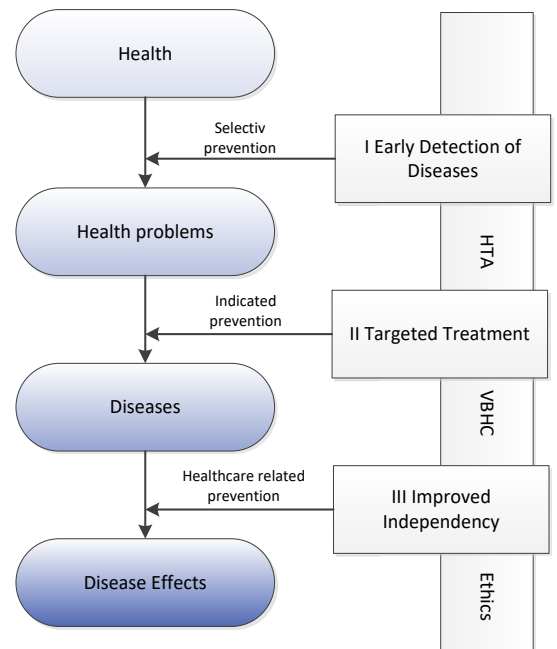 Health
Selectiv
prevention
I Early Detection of
Diseases
Health problems
HTA
Indicated
prevention
II Targeted Treatment
Diseases
VBHC
Healthcare related
prevention
III Improved
Independency
Disease Effects
Ethics